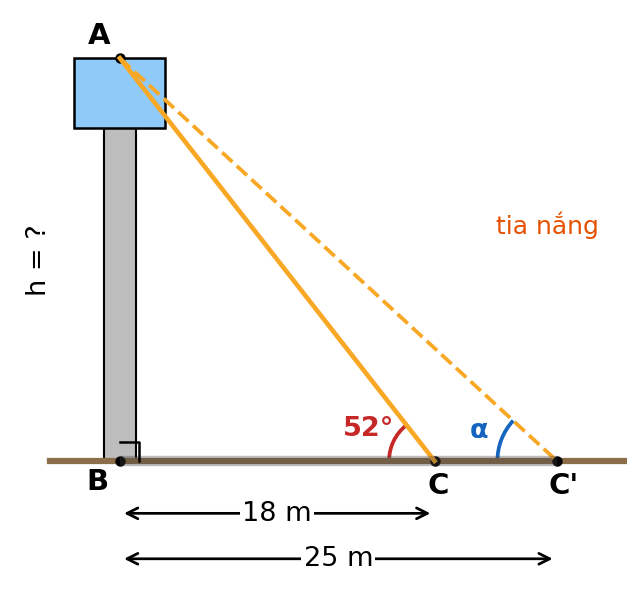 A
tia nắng
h = ?
52°
α
B
C
C'
18 m
25 m